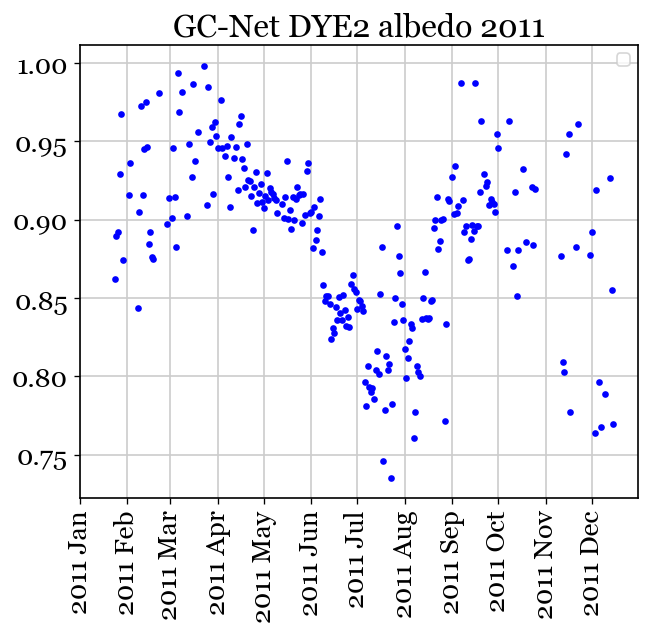 GC-Net DYE2 albedo 2011
1.00
0.95
0.90
0.85
0.80
0.75
2011 Jan
2011 Feb
2011 Mar
2011 Apr
2011 May
2011 Jun
2011 Jul
2011 Aug
2011 Sep
2011 Oct
2011 Nov
2011 Dec